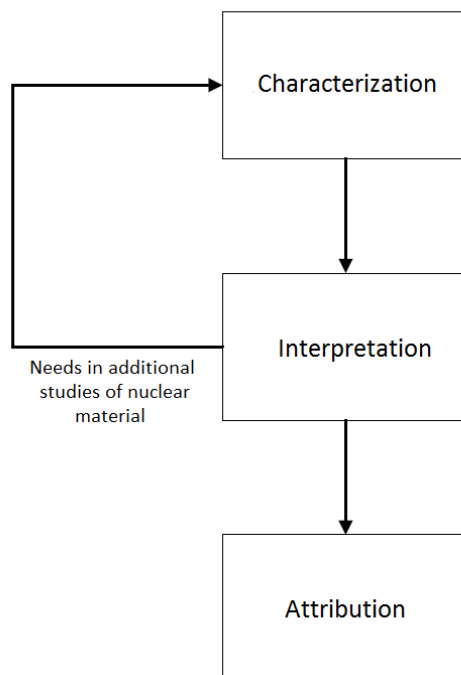 Characterization
Interpretation
Needs in additional
studies of nuclear
material
Attribution